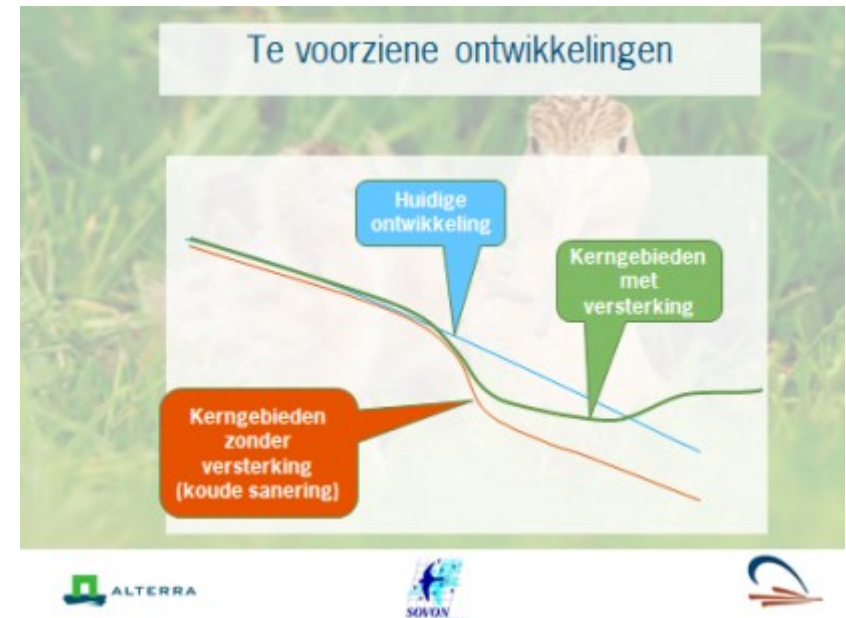 Te voorziene ontwikkelingen
Huidige
ontwikkeling
Kerngebieden
met
versterking
Kerngebieden
zonder
versterking
(koude sanering)
ALTERRA
SOVON